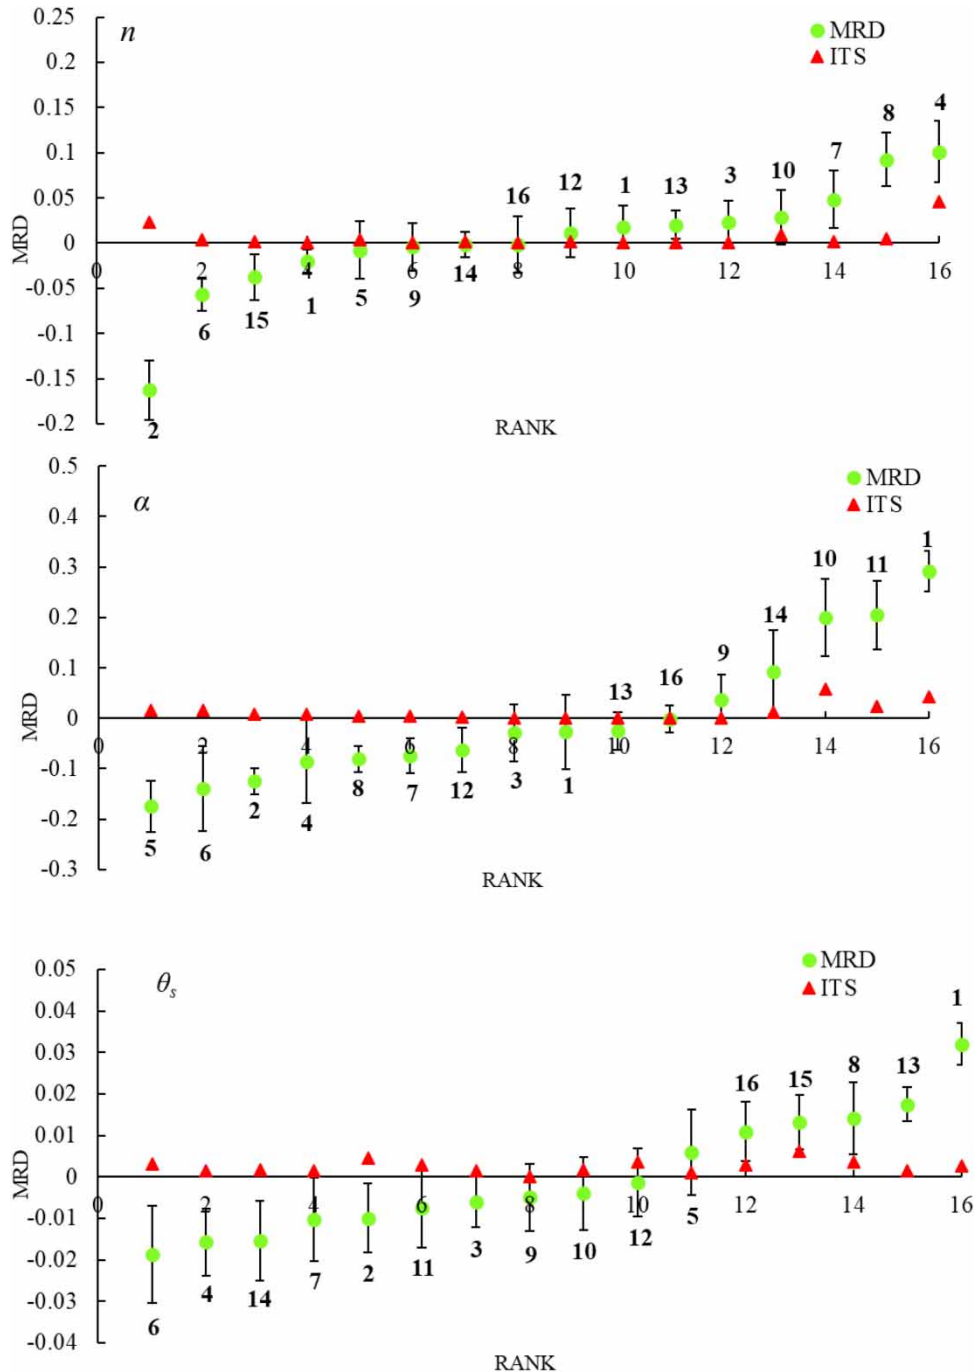 0.25
n
MRD
ITS
0.2
0.15
0.1
0.05
0
-0.05
-0.1
-0.15
-0.2
MRD
0 2 4 6 8 10 12 14 16
2 6 15 1 5 9 14 16 12 1 13 3 10 7 8 4
RANK
0.5
α
MRD
ITS
0.4
0.3
0.2
0.1
0
-0.1
-0.2
-0.3
MRD
0 2 4 6 8 10 12 14 16
5 6 2 4 8 7 12 3 1 13 16 9 14 10 11 1
RANK
0.05
θs
MRD
ITS
0.04
0.03
0.02
0.01
0
-0.01
-0.02
-0.03
-0.04
MRD
0 2 4 6 8 10 12 14 16
6 4 14 7 2 11 3 9 10 12 5 16 15 8 13 1
RANK